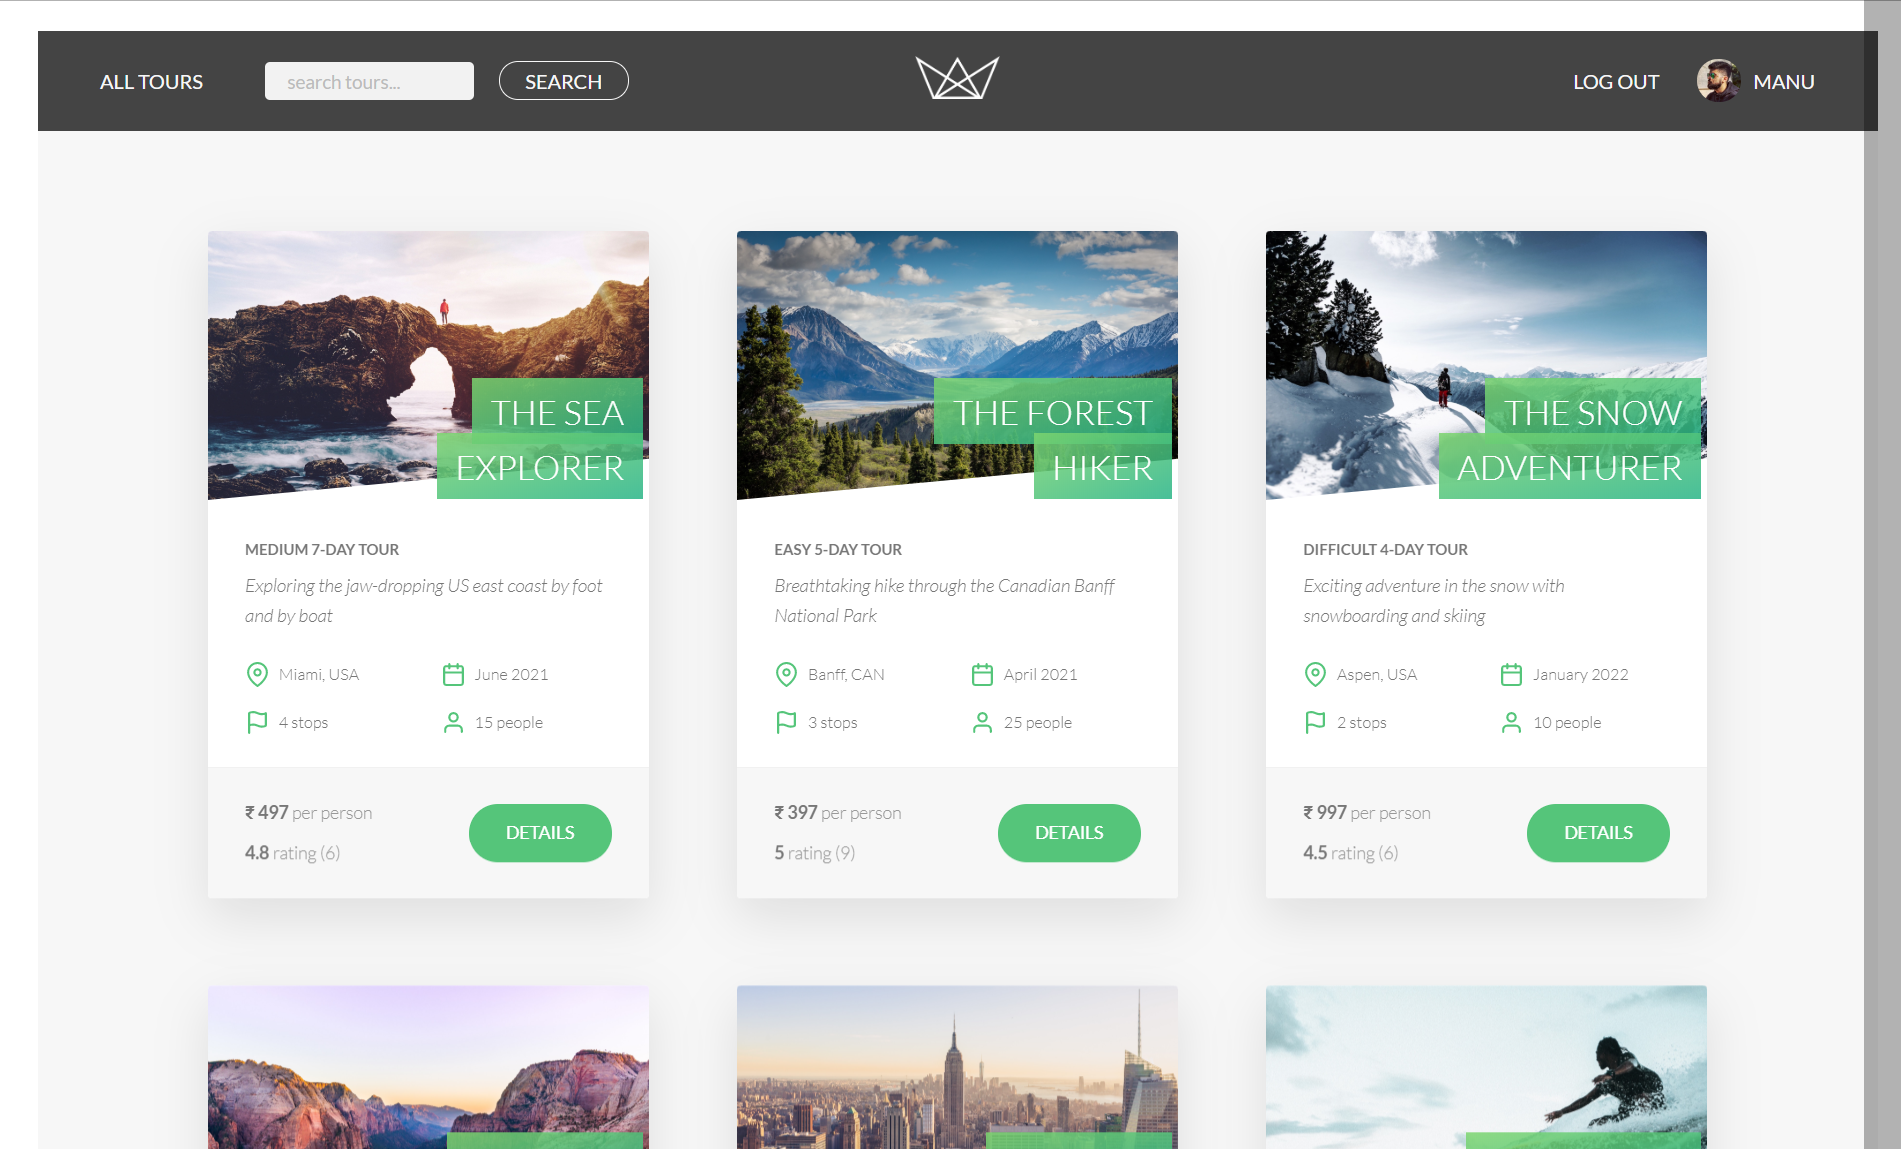 ALL TOURS
search tours...
SEARCH
LOG OUT
MANU
THE SEA
EXPLORER
MEDIUM 7-DAY TOUR
Exploring the jaw-dropping US east coast by foot
and by boat
Miami, USA
June 2021
4 stops
15 people
₹ 497 per person
4.8 rating (6)
DETAILS
THE FOREST
HIKER
EASY 5-DAY TOUR
Breathtaking hike through the Canadian Banff
National Park
Banff, CAN
April 2021
3 stops
25 people
₹ 397 per person
5 rating (9)
DETAILS
THE SNOW
ADVENTURER
DIFFICULT 4-DAY TOUR
Exciting adventure in the snow with
snowboarding and skiing
Aspen, USA
January 2022
2 stops
10 people
₹ 997 per person
4.5 rating (6)
DETAILS